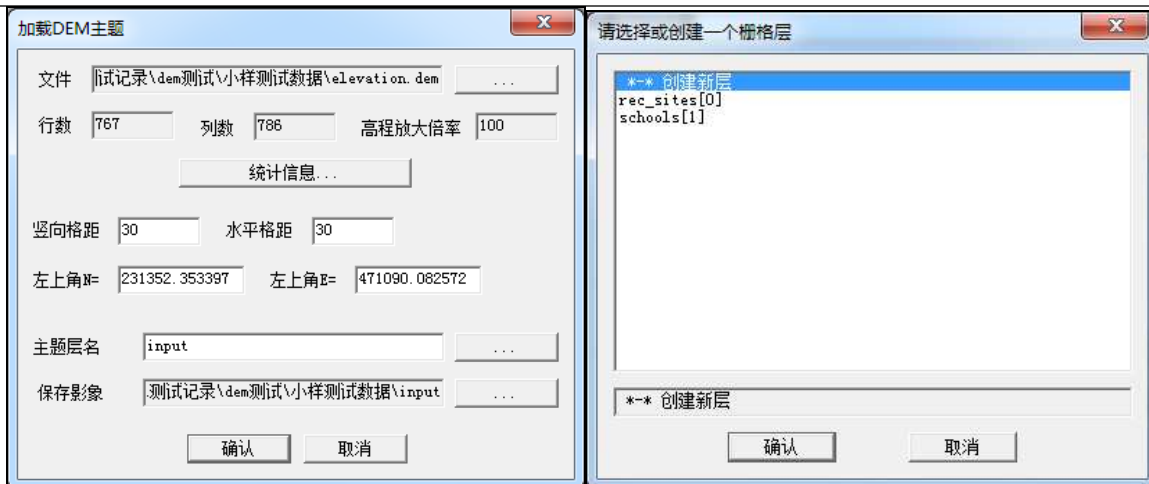 加载DEM主题
文件 试记录\dem测试\小样测试数据\elevation.dem ...
行数 767 列数 786 高程放大倍率 100
统计信息...
竖向格距 30 水平格距 30
左上角N= 231352.353397 左上角E= 471090.082572
主题层名 input ...
保存影象 测试记录\dem测试\小样测试数据\input ...
确认 取消
请选择或创建一个栅格层
*-* 创建新层
rec_sites[0]
schools[1]
*-* 创建新层
确认 取消